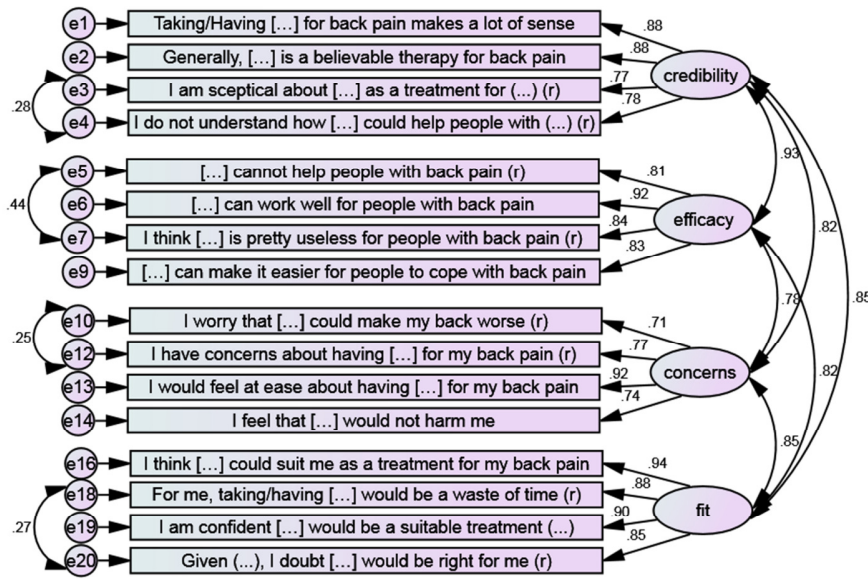 e1 Taking/Having [...] for back pain makes a lot of sense .88
e2 Generally, [...] is a believable therapy for back pain .88
e3 I am sceptical about [...] as a treatment for (...) (r) .77
e4 I do not understand how [...] could help people with (...) (r) .78
.28
credibility
e5 [...] cannot help people with back pain (r) .81
e6 [...] can work well for people with back pain .92
e7 I think [...] is pretty useless for people with back pain (r) .84
e9 [...] can make it easier for people to cope with back pain .83
.44
efficacy
.93
.82
.85
e10 I worry that [...] could make my back worse (r) .71
e12 I have concerns about having [...] for my back pain (r) .77
e13 I would feel at ease about having [...] for my back pain .92
e14 I feel that [...] would not harm me .74
.25
concerns
.78
.82
e16 I think [...] could suit me as a treatment for my back pain .94
e18 For me, taking/having [...] would be a waste of time (r) .88
e19 I am confident [...] would be a suitable treatment (...) .90
e20 Given (...), I doubt [...] would be right for me (r) .85
.27
fit
.85